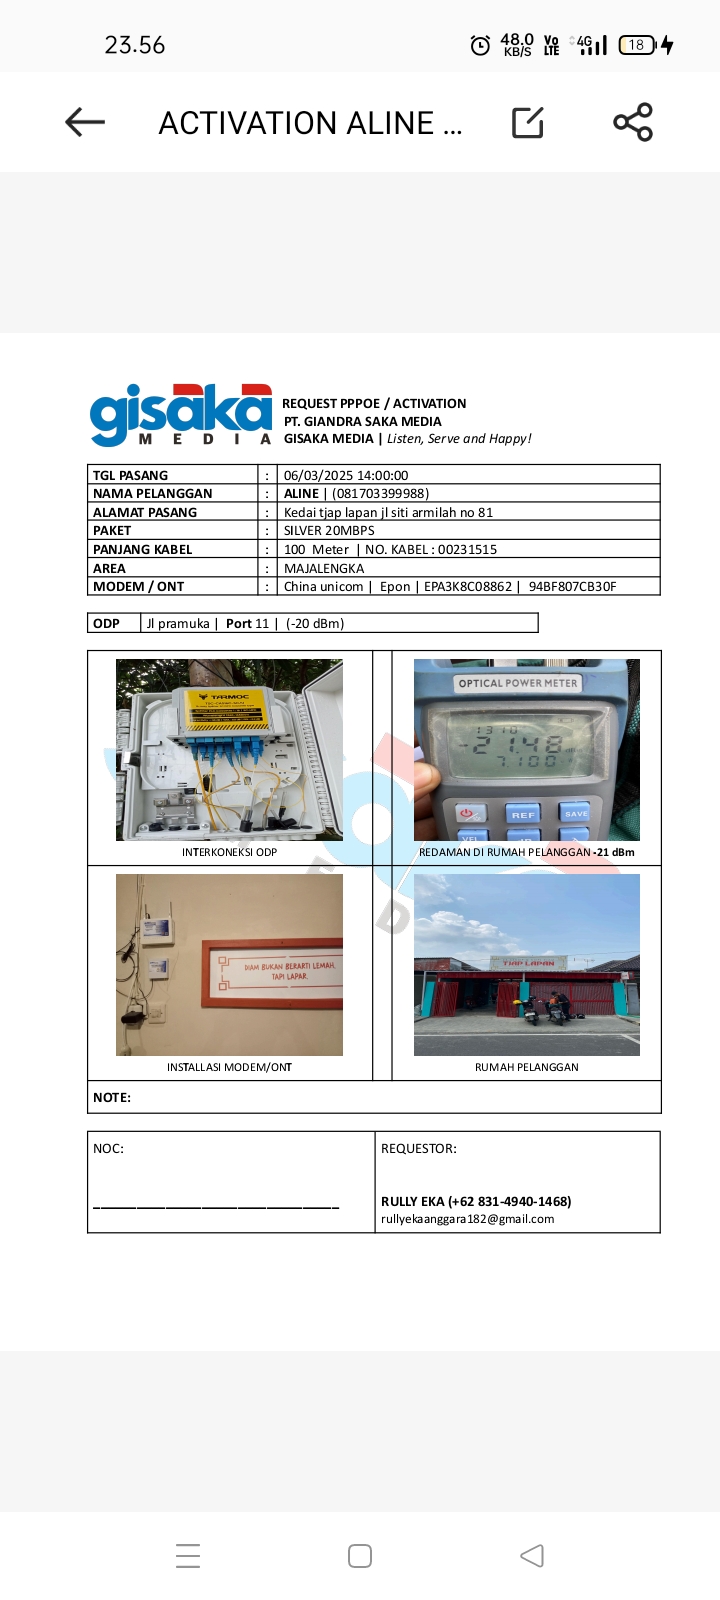 23.56
48.0 KB/S Vo LTE 4G 18
ACTIVATION ALINE ...
gisaka
MEDIA
REQUEST PPPOE / ACTIVATION
PT. GIANDRA SAKA MEDIA
GISAKA MEDIA | Listen, Serve and Happy!
TGL PASANG : 06/03/2025 14:00:00
NAMA PELANGGAN : ALINE | (081703399988)
ALAMAT PASANG : Kedai tjap lapan jl siti armilah no 81
PAKET : SILVER 20MBPS
PANJANG KABEL : 100 Meter | NO. KABEL : 00231515
AREA : MAJALENGKA
MODEM / ONT : China unicom | Epon | EPA3K8C08862 | 94BF807CB30F
ODP Jl pramuka | Port 11 | (-20 dBm)
TARMOC
OPTICAL POWER METER
1310
-21.48
7.100
REF
SAVE
INTERKONEKSI ODP
REDAMAN DI RUMAH PELANGGAN -21 dBm
DIAM BUKAN BERARTI LEMAH,
TAPI LAPAR.
TJAP LAPAN
INSTALLASI MODEM/ONT
RUMAH PELANGGAN
NOTE:
NOC:
REQUESTOR:
RULLY EKA (+62 831-4940-1468)
rullyekaanggara182@gmail.com